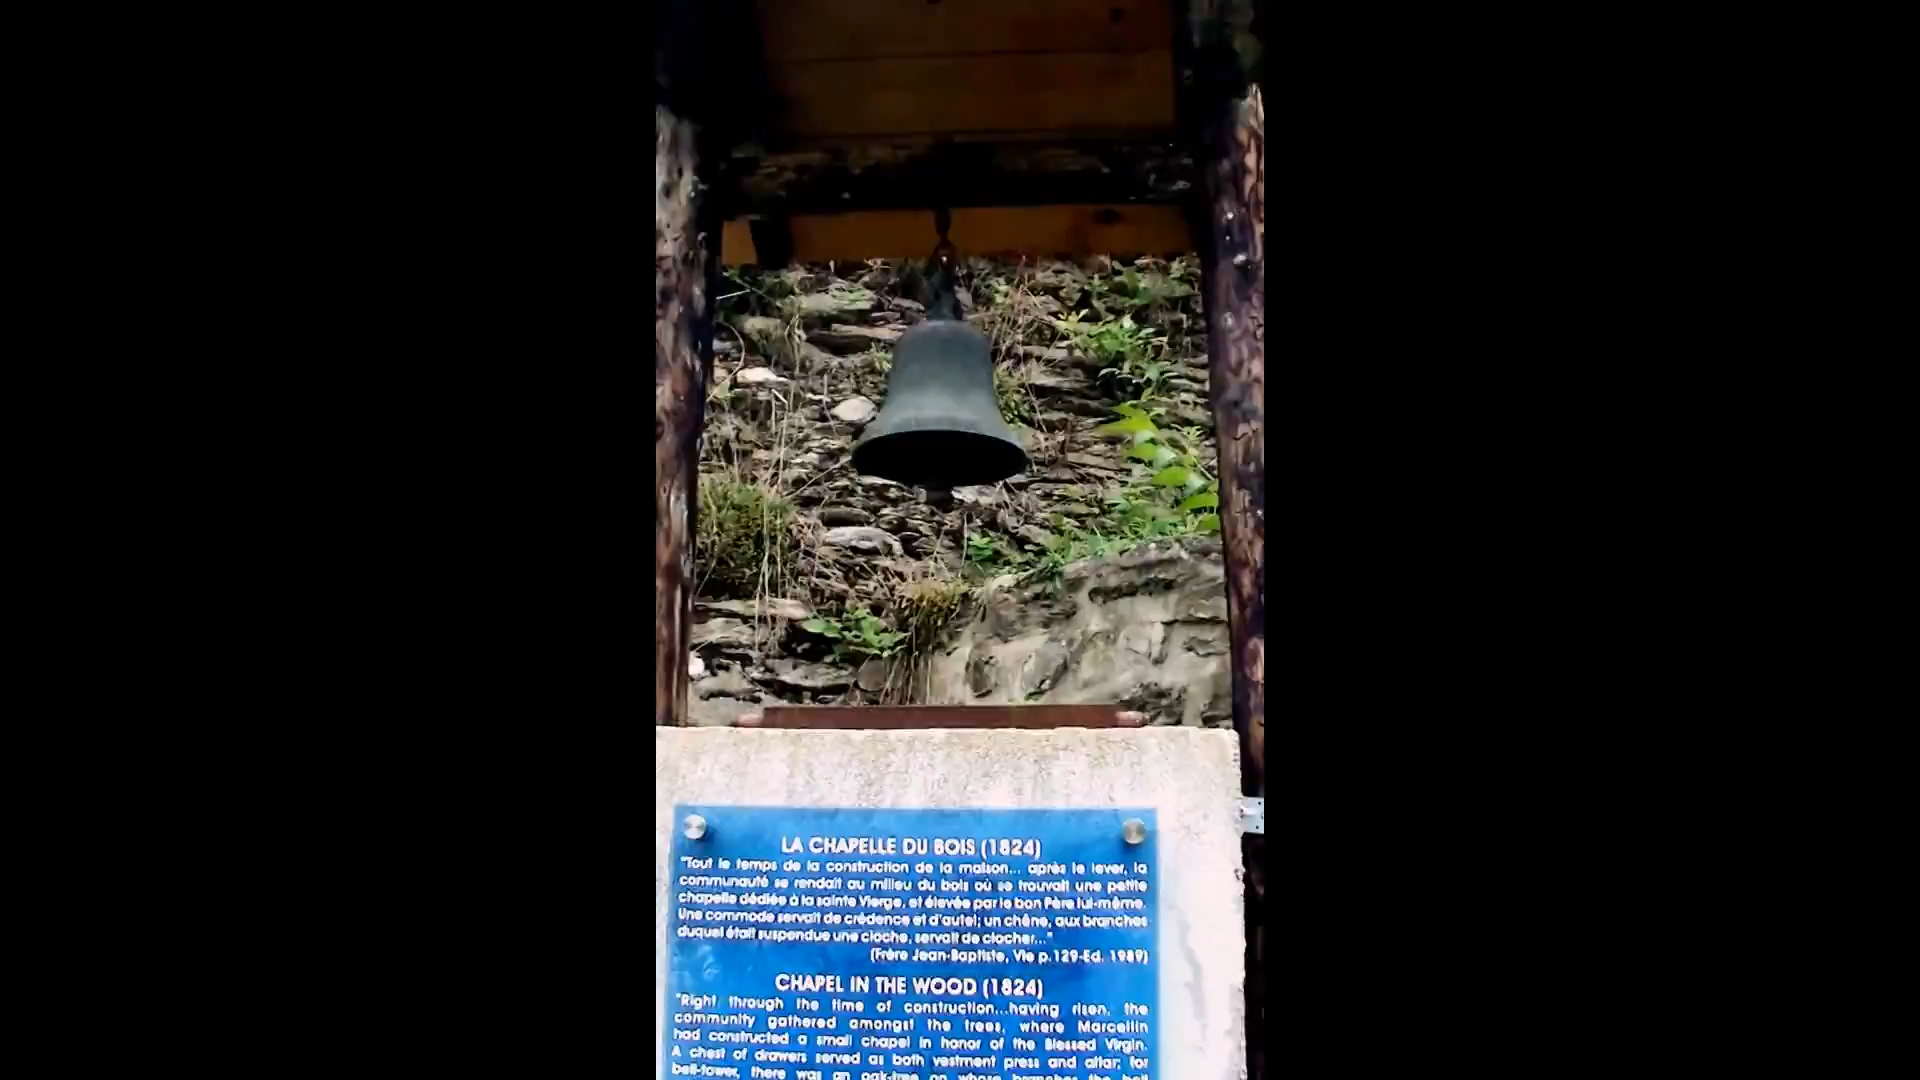 LA CHAPELLE DU BOIS (1824)
"Tout le temps de la construction de la maison... après le lever, la
communauté se rendait au milieu du bois où se trouvait une petite
chapelle dédiée à la sainte Vierge, et élevée par le bon Père lui-même.
Une commode servait de crédence et d'autel; un chêne, aux branches
duquel était suspendue une cloche, servait de clocher..."
(Frère Jean-Baptiste, Vie p.129-Ed. 1989)
CHAPEL IN THE WOOD (1824)
"Right through the time of construction...having risen, the
community gathered amongst the trees, where Marcellin
had constructed a small chapel in honor of the Blessed Virgin.
A chest of drawers served as both vestment press and altar; for
bell-tower, there was an oak-tree on whose branches the bell